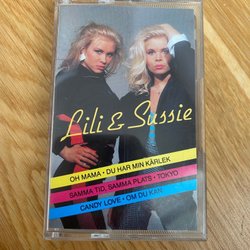 Lili & Sussie
OH MAMA • DU HAR MIN KÄRLEK
SAMMA TID, SAMMA PLATS • TOKYO
CANDY LOVE • OM DU KAN